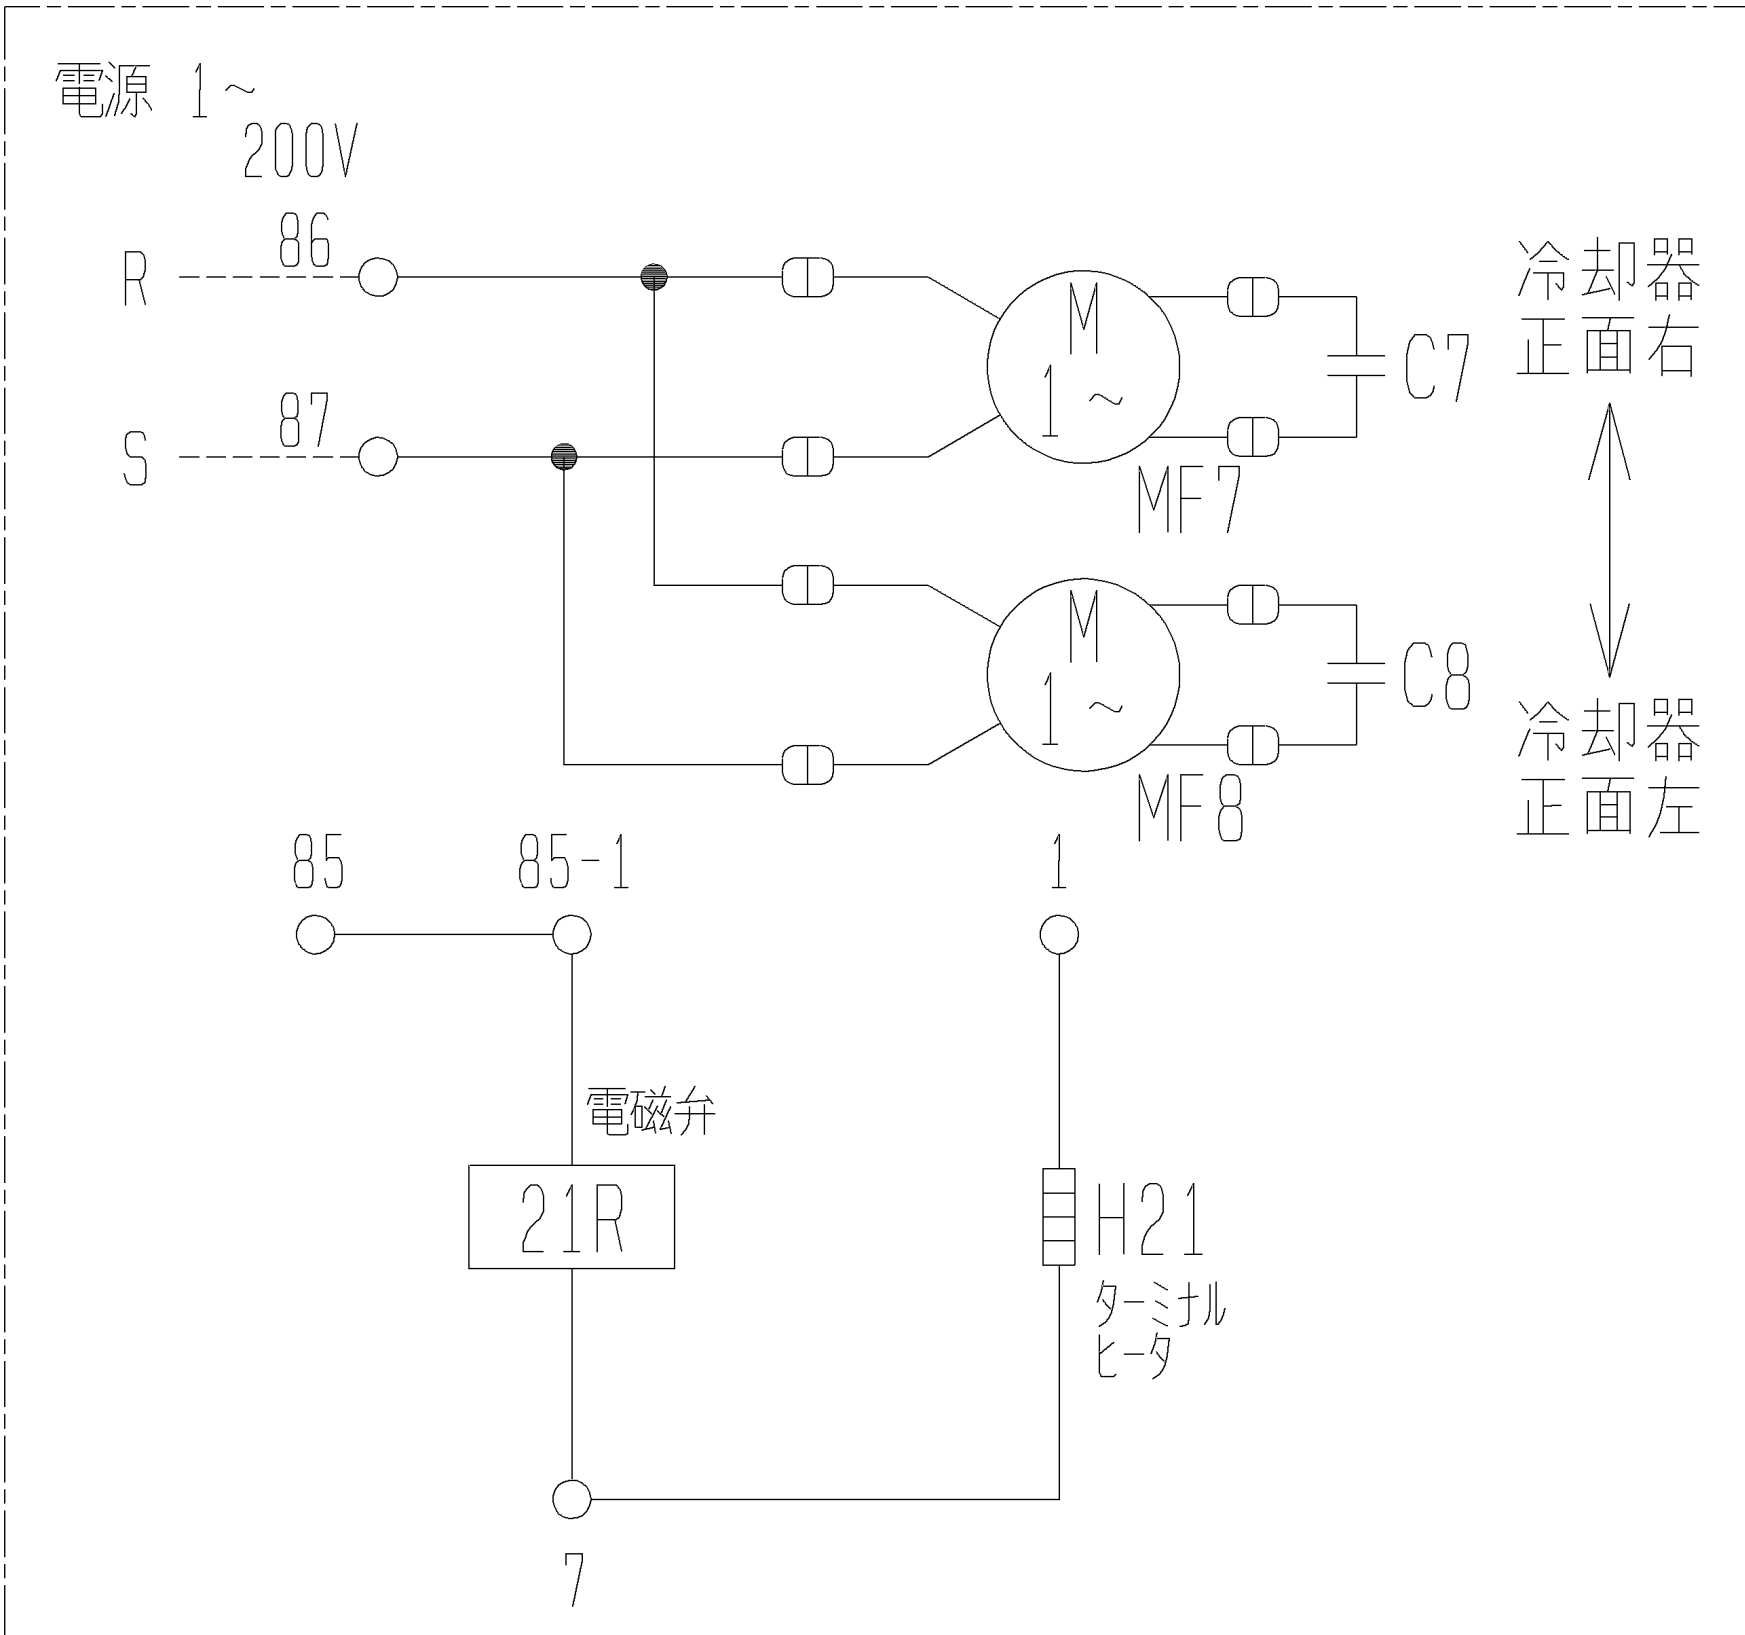 電源 1~
200V
R
86
S
87
M
1~
MF7
C7
冷却器
正面右
M
1~
MF8
C8
冷却器
正面左
85
85-1
1
電磁弁
21R
H21
ターミナル
ヒータ
7